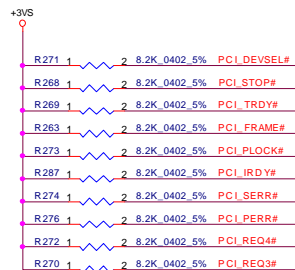 +3VS
R271 1 2 8.2K_0402_5% PCI_DEVSEL#
R268 1 2 8.2K_0402_5% PCI_STOP#
R269 1 2 8.2K_0402_5% PCI_TRDY#
R263 1 2 8.2K_0402_5% PCI_FRAME#
R273 1 2 8.2K_0402_5% PCI_PLOCK#
R287 1 2 8.2K_0402_5% PCI_IRDY#
R274 1 2 8.2K_0402_5% PCI_SERR#
R276 1 2 8.2K_0402_5% PCI_PERR#
R272 1 2 8.2K_0402_5% PCI_REQ4#
R270 1 2 8.2K_0402_5% PCI_REQ3#